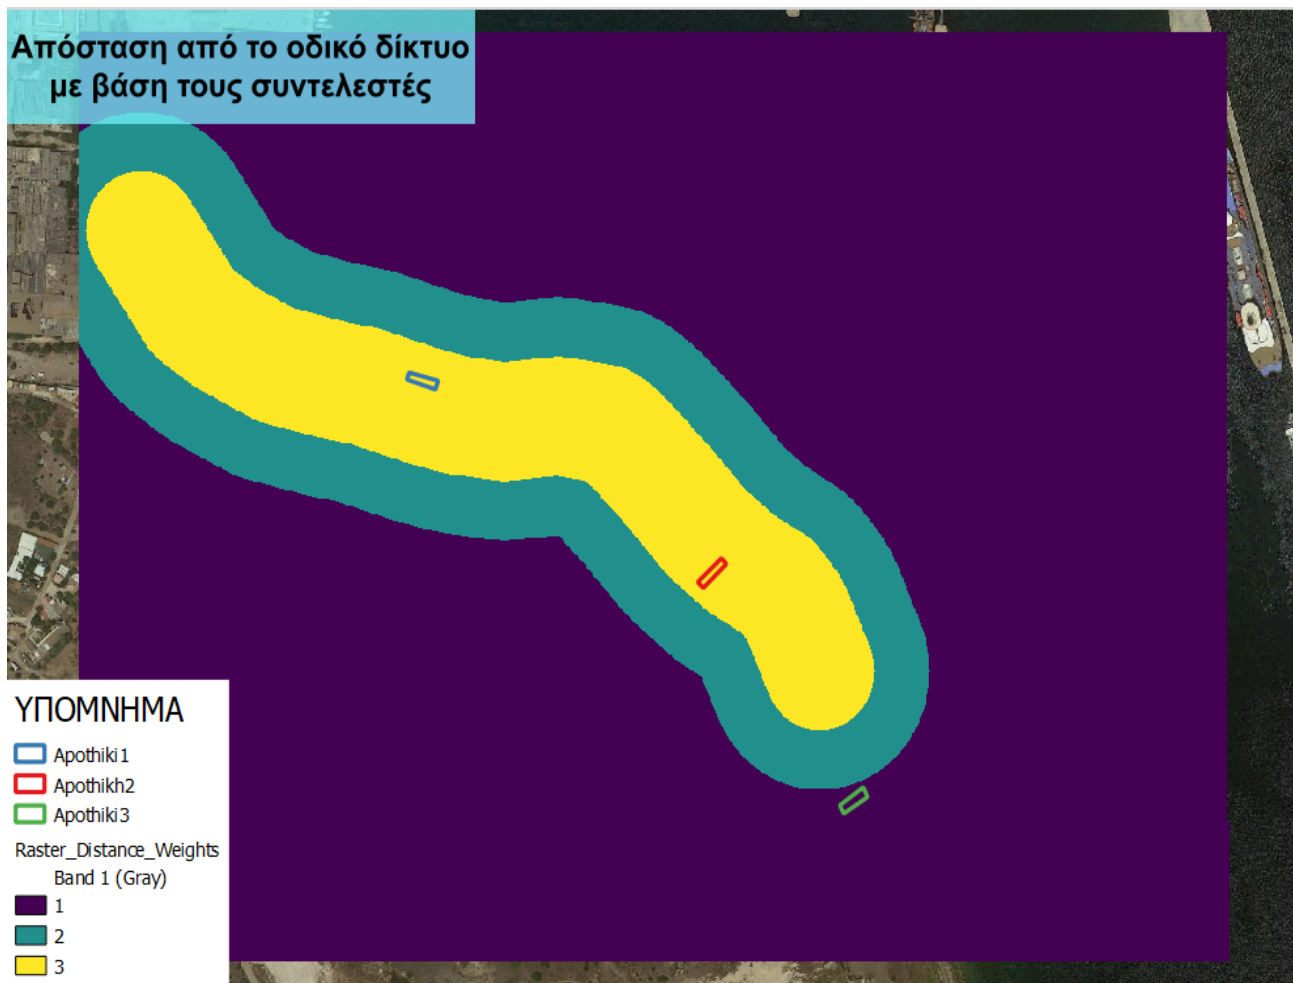 Απόσταση από το οδικό δίκτυο
με βάση τους συντελεστές
ΥΠΟΜΝΗΜΑ
Apothiki1
Apothikh2
Apothiki3
Raster_Distance_Weights
Band 1 (Gray)
1
2
3